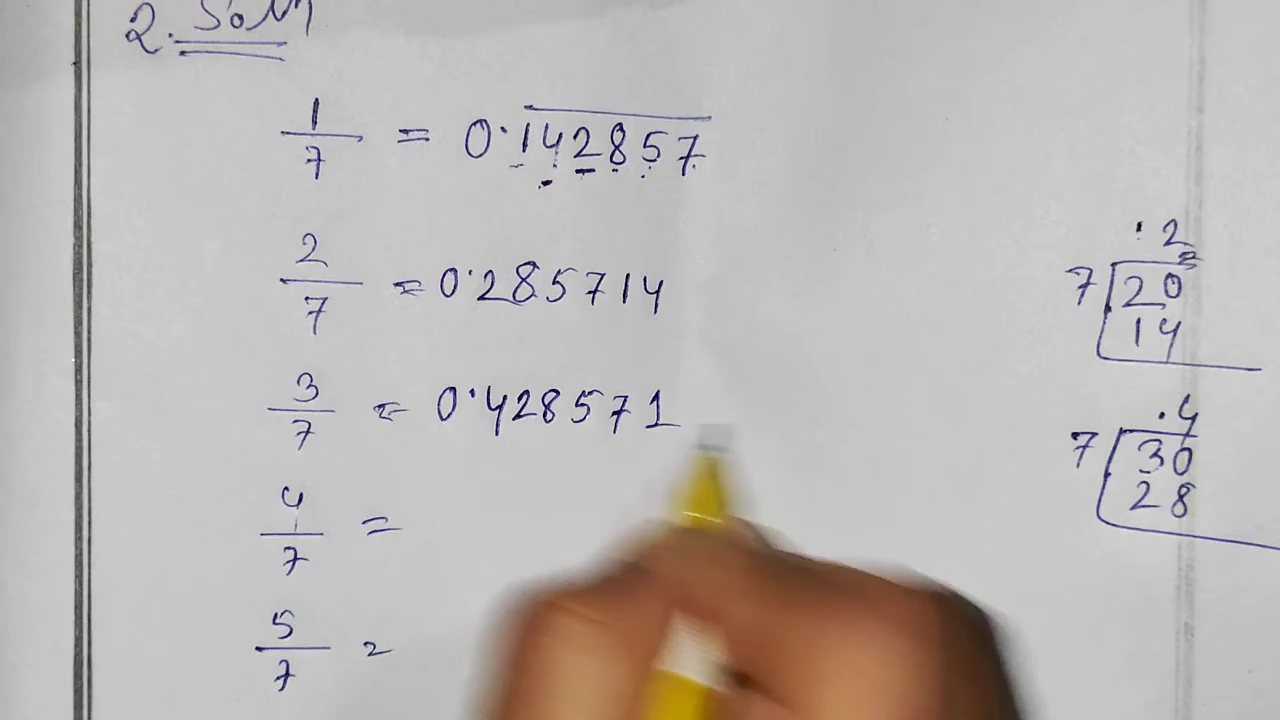 2. Soln
1/7 = 0.142857
2/7 = 0.285714
3/7 = 0.428571
4/7 =
5/7 =
.2
7 20
14
.4
7 30
28